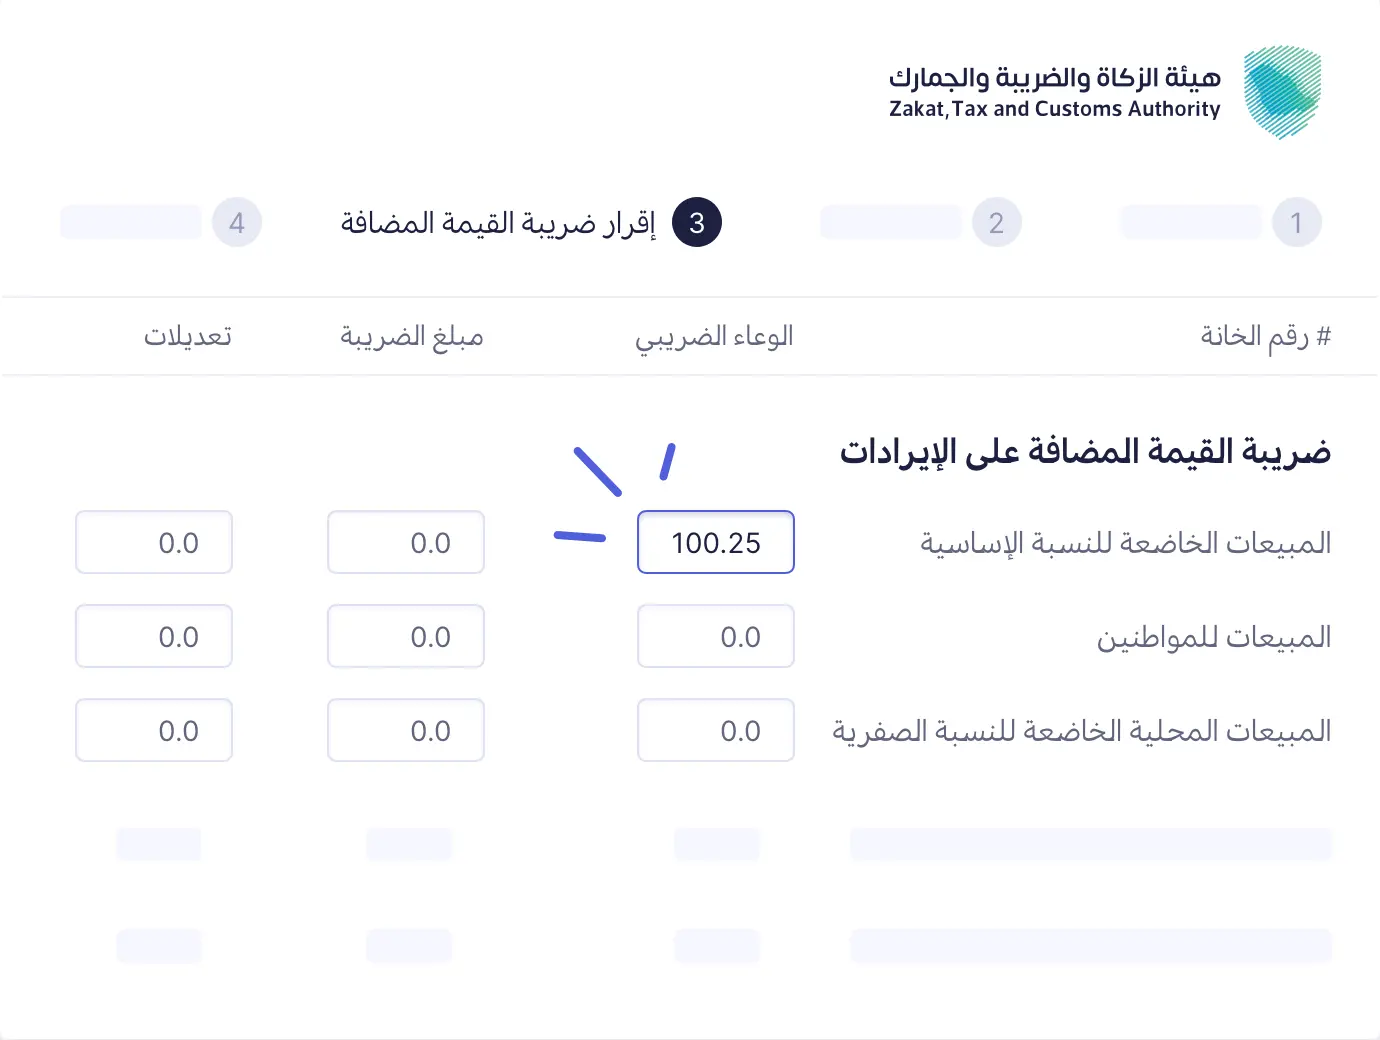 هيئة الزكاة والضريبة والجمارك
Zakat, Tax and Customs Authority
1
2
3 إقرار ضريبة القيمة المضافة
4
# رقم الخانة الوعاء الضريبي مبلغ الضريبة تعديلات
ضريبة القيمة المضافة على الإيرادات
المبيعات الخاضعة للنسبة الإساسية 100.25 0.0 0.0
المبيعات للمواطنين 0.0 0.0 0.0
المبيعات المحلية الخاضعة للنسبة الصفرية 0.0 0.0 0.0